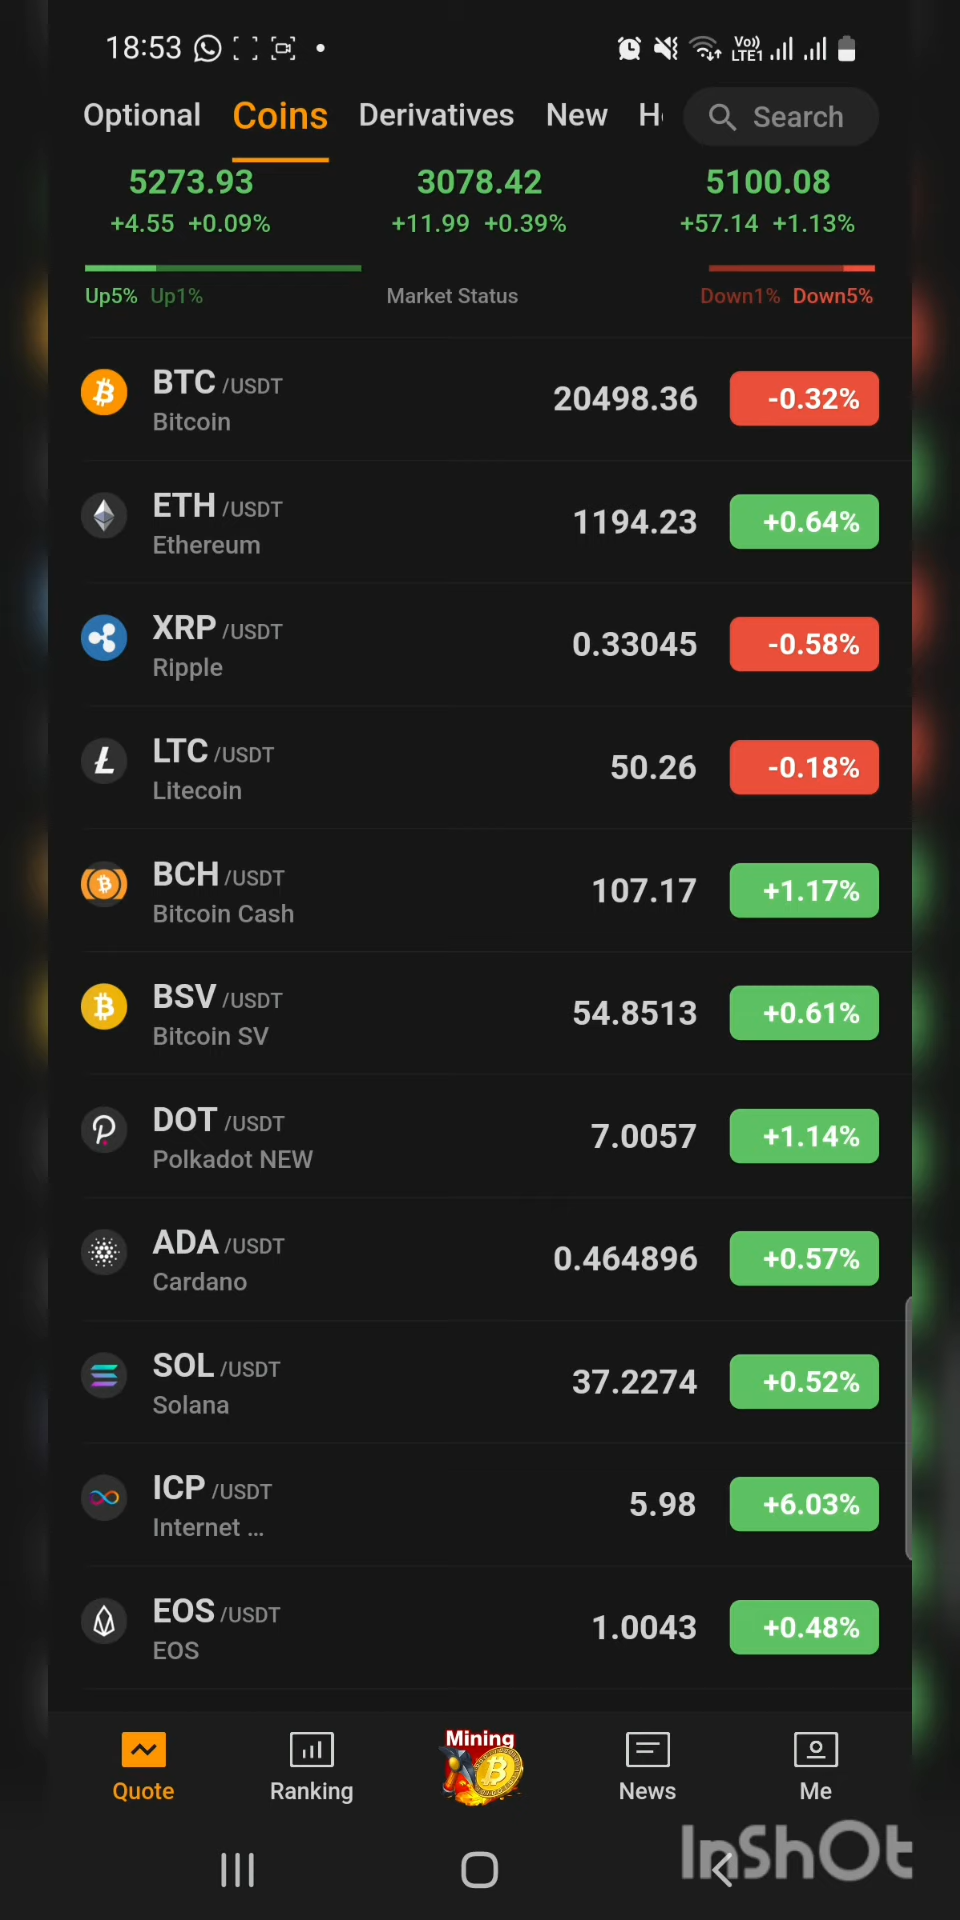 18:53
Vo)) LTE1
Optional Coins Derivatives New H Search
5273.93 3078.42 5100.08
+4.55 +0.09% +11.99 +0.39% +57.14 +1.13%
Up5% Up1% Market Status Down1% Down5%
BTC /USDT 20498.36 -0.32%
Bitcoin
ETH /USDT 1194.23 +0.64%
Ethereum
XRP /USDT 0.33045 -0.58%
Ripple
LTC /USDT 50.26 -0.18%
Litecoin
BCH /USDT 107.17 +1.17%
Bitcoin Cash
BSV /USDT 54.8513 +0.61%
Bitcoin SV
DOT /USDT 7.0057 +1.14%
Polkadot NEW
ADA /USDT 0.464896 +0.57%
Cardano
SOL /USDT 37.2274 +0.52%
Solana
ICP /USDT 5.98 +6.03%
Internet ...
EOS /USDT 1.0043 +0.48%
EOS
Mining
Quote Ranking News Me
InShOt